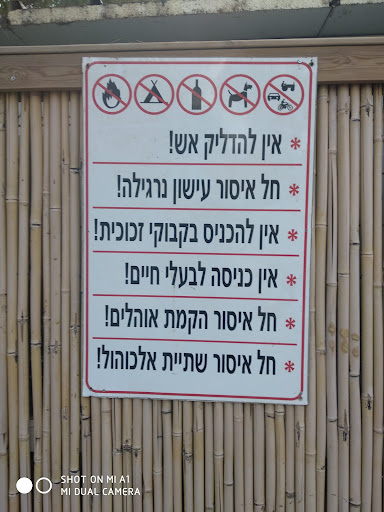 * אין להדליק אש!
* חל איסור עישון נרגילה!
* אין להכניס בקבוקי זכוכית!
* אין כניסה לבעלי חיים!
* חל איסור הקמת אוהלים!
* חל איסור שתיית אלכוהול!
SHOT ON MI A1
MI DUAL CAMERA